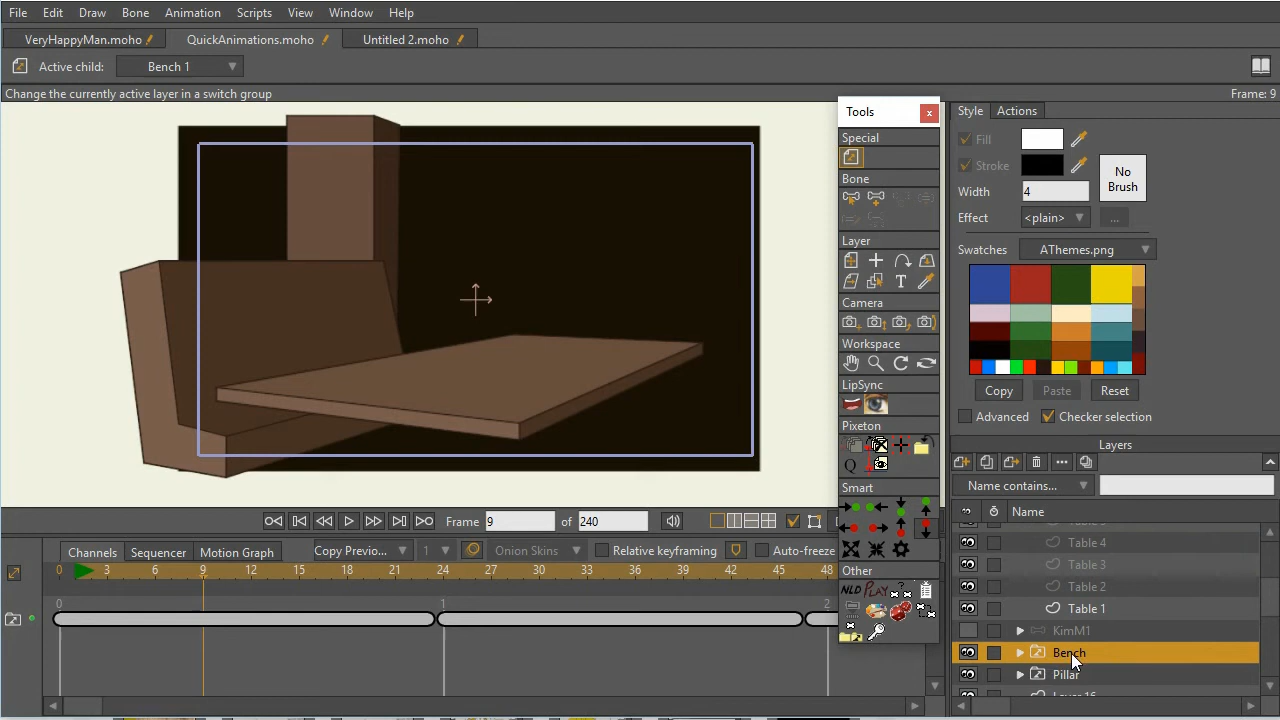 File Edit Draw Bone Animation Scripts View Window Help
VeryHappyMan.moho QuickAnimations.moho Untitled 2.moho
Active child: Bench 1
Change the currently active layer in a switch group Frame: 9
Tools
Special
Bone
Layer
T
Camera
Workspace
LipSync
Pixeton
Q
Smart
Other
NLD PLAY
Style Actions
Fill
Stroke
No Brush
Width 4
Effect <plain> ...
Swatches AThemes.png
Copy Paste Reset
Advanced Checker selection
Layers
Name contains...
Name
Table 4
Table 3
Table 2
Table 1
KimM1
Bench
Pillar
Layer 16
Frame 9 of 240
Channels Sequencer Motion Graph Copy Previo... 1 Onion Skins Relative keyframing Auto-freeze
0 3 6 9 12 15 18 21 24 27 30 33 36 39 42 45 48
0 1 2